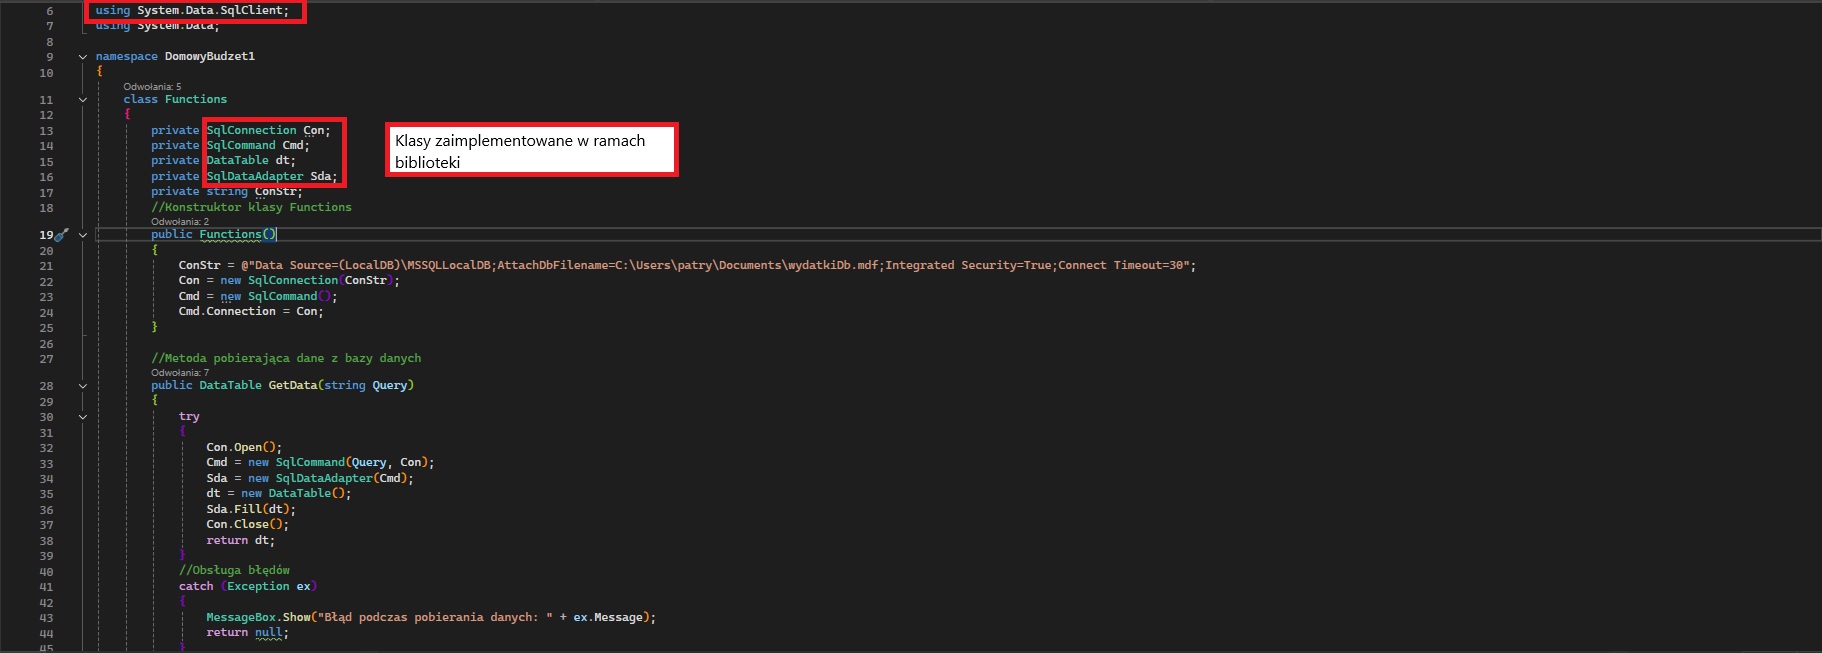 6 using System.Data.SqlClient;
7 using System.Data;
8
9 namespace DomowyBudzet1
10 {
Odwołania: 5
11 class Functions
12 {
13 private SqlConnection Con;
14 private SqlCommand Cmd;
15 private DataTable dt;
16 private SqlDataAdapter Sda;
17 private string ConStr;
Klasy zaimplementowane w ramach
biblioteki
18 //Konstruktor klasy Functions
Odwołania: 2
19 public Functions()
20 {
21 ConStr = @"Data Source=(LocalDB)\MSSQLLocalDB;AttachDbFilename=C:\Users\patry\Documents\wydatkiDb.mdf;Integrated Security=True;Connect Timeout=30";
22 Con = new SqlConnection(ConStr);
23 Cmd = new SqlCommand();
24 Cmd.Connection = Con;
25 }
26
27 //Metoda pobierająca dane z bazy danych
Odwołania: 7
28 public DataTable GetData(string Query)
29 {
30 try
31 {
32 Con.Open();
33 Cmd = new SqlCommand(Query, Con);
34 Sda = new SqlDataAdapter(Cmd);
35 dt = new DataTable();
36 Sda.Fill(dt);
37 Con.Close();
38 return dt;
39 }
40 //Obsługa błędów
41 catch (Exception ex)
42 {
43 MessageBox.Show("Błąd podczas pobierania danych: " + ex.Message);
44 return null;
45 }